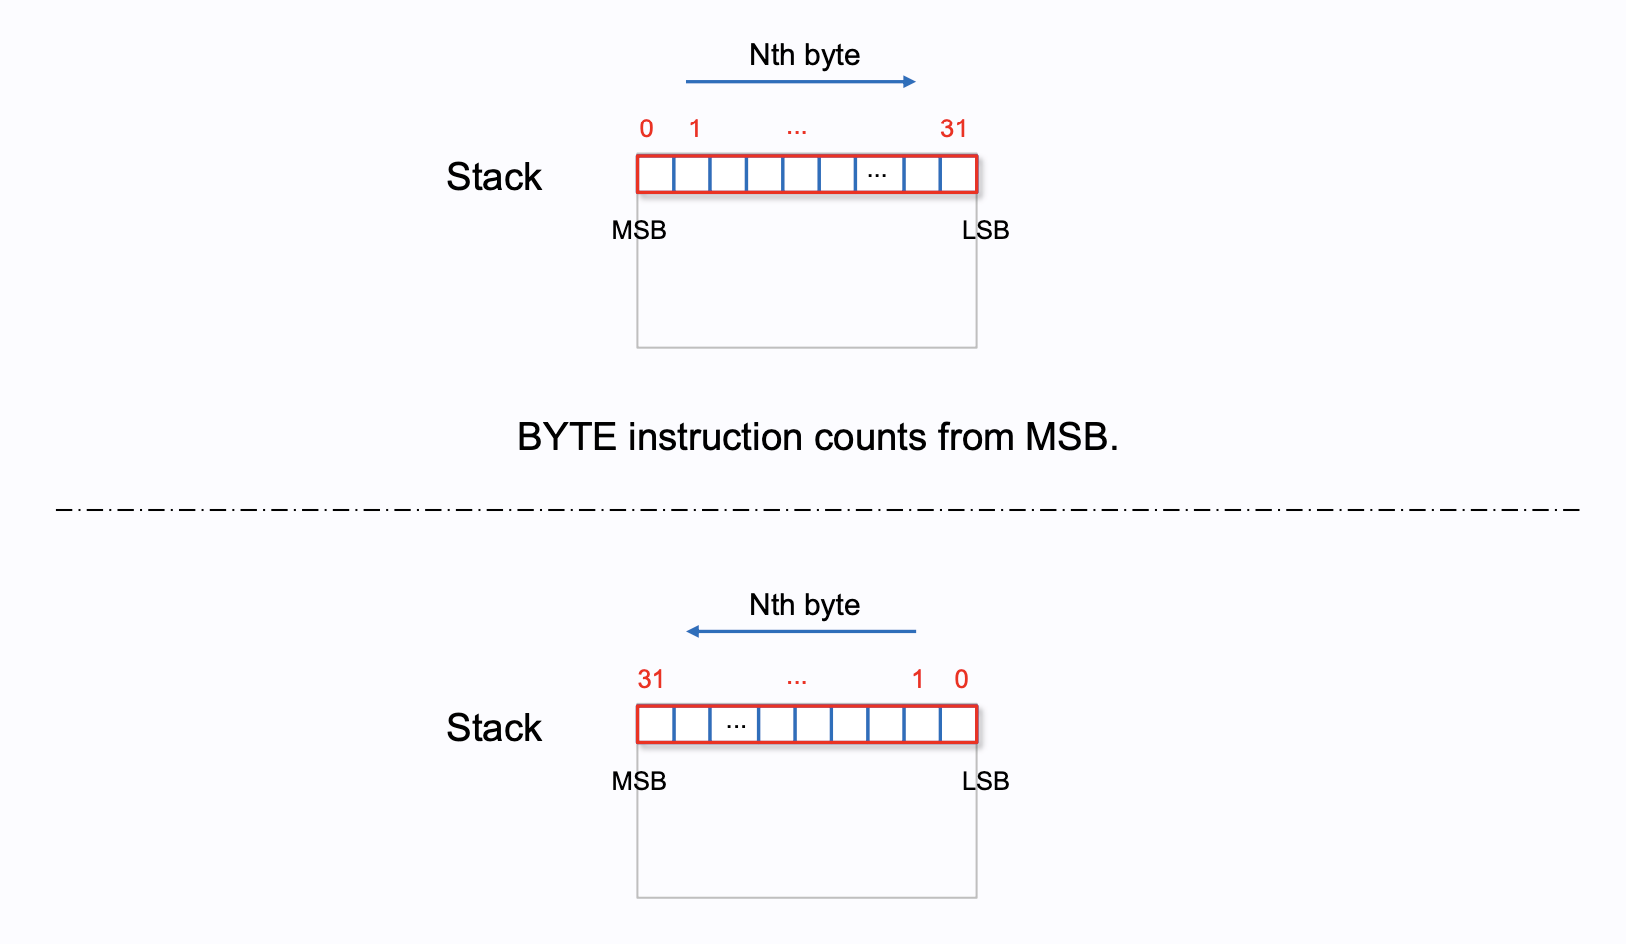 Nth byte
0 1 ... 31
Stack
...
MSB LSB
BYTE instruction counts from MSB.
Nth byte
31 ... 1 0
Stack
...
MSB LSB